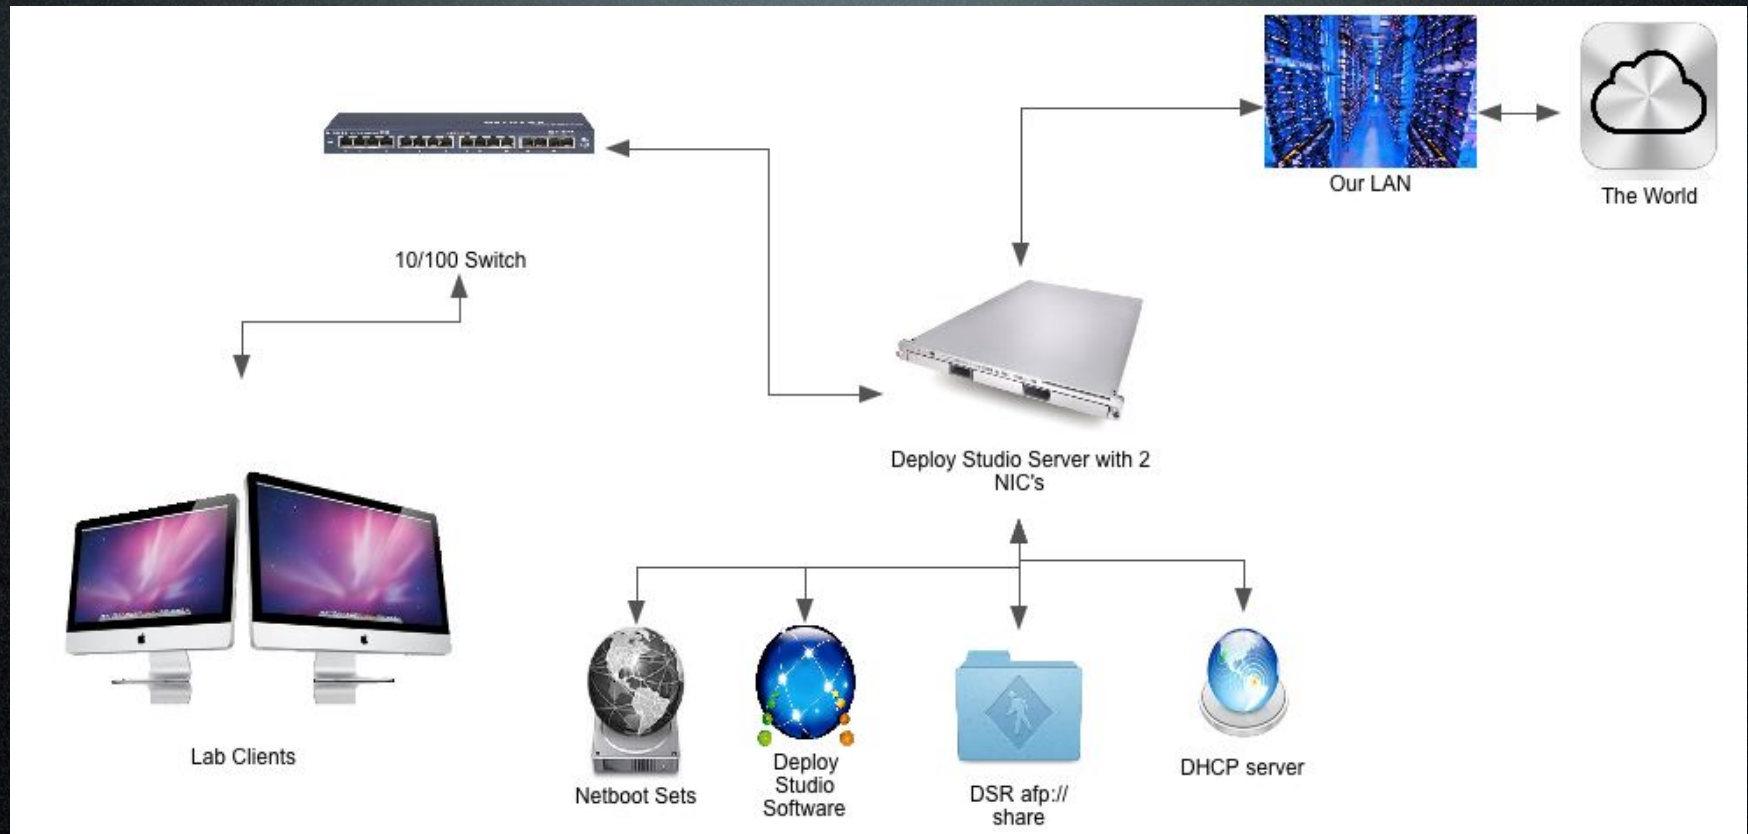 Our LAN
The World
10/100 Switch
Deploy Studio Server with 2
NIC's
Lab Clients
Netboot Sets
Deploy
Studio
Software
DSR afp://
share
DHCP server